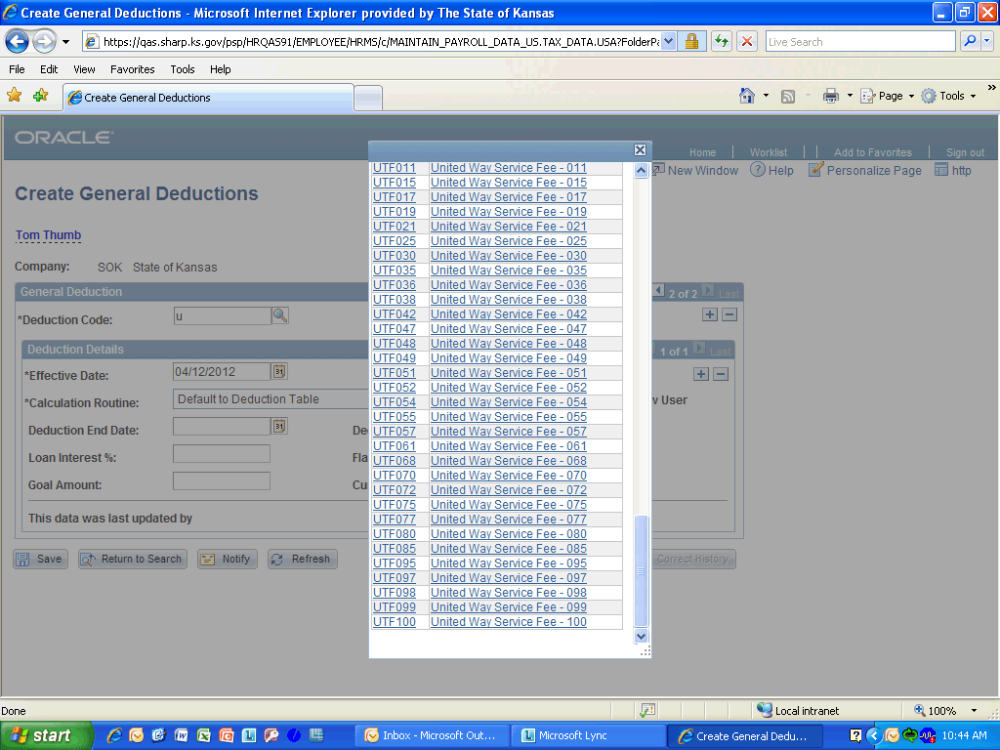 Create General Deductions - Microsoft Internet Explorer provided by The State of Kansas
https://qas.sharp.ks.gov/psp/HRQAS91/EMPLOYEE/HRMS/c/MAINTAIN_PAYROLL_DATA_US.TAX_DATA.USA?FolderPa
Live Search
File Edit View Favorites Tools Help
Create General Deductions
Page Tools
ORACLE
Home Worklist Add to Favorites Sign out
New Window Help Personalize Page http
Create General Deductions
Tom Thumb
Company: SOK State of Kansas
General Deduction 2 of 2 Last
*Deduction Code: u
Deduction Details 1 of 1 Last
*Effective Date: 04/12/2012
*Calculation Routine: Default to Deduction Table
v User
Deduction End Date:
Loan Interest %: Fla
Goal Amount: Cu
This data was last updated by
Save Return to Search Notify Refresh Correct History
UTF011 United Way Service Fee - 011
UTF015 United Way Service Fee - 015
UTF017 United Way Service Fee - 017
UTF019 United Way Service Fee - 019
UTF021 United Way Service Fee - 021
UTF025 United Way Service Fee - 025
UTF030 United Way Service Fee - 030
UTF035 United Way Service Fee - 035
UTF036 United Way Service Fee - 036
UTF038 United Way Service Fee - 038
UTF042 United Way Service Fee - 042
UTF047 United Way Service Fee - 047
UTF048 United Way Service Fee - 048
UTF049 United Way Service Fee - 049
UTF051 United Way Service Fee - 051
UTF052 United Way Service Fee - 052
UTF054 United Way Service Fee - 054
UTF055 United Way Service Fee - 055
UTF057 United Way Service Fee - 057
UTF061 United Way Service Fee - 061
UTF068 United Way Service Fee - 068
UTF070 United Way Service Fee - 070
UTF072 United Way Service Fee - 072
UTF075 United Way Service Fee - 075
UTF077 United Way Service Fee - 077
UTF080 United Way Service Fee - 080
UTF085 United Way Service Fee - 085
UTF095 United Way Service Fee - 095
UTF097 United Way Service Fee - 097
UTF098 United Way Service Fee - 098
UTF099 United Way Service Fee - 099
UTF100 United Way Service Fee - 100
Done Local intranet 100%
start Inbox - Microsoft Out... Microsoft Lync Create General Dedu... 10:44 AM